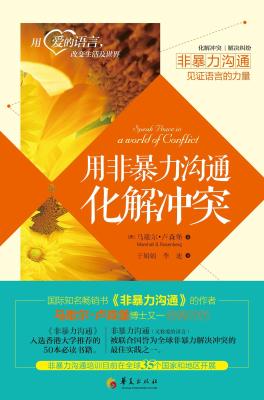 用爱的语言,
改变生活及世界
化解冲突|解决纠纷
非暴力沟通
见证语言的力量
Speak Peace in
a world of Conflict
用非暴力沟通
化解冲突
[美]马歇尔·卢森堡 著
Marshall B.Rosenberg
于娟娟 李迪 译
国际知名畅销书《非暴力沟通》的作者
马歇尔·卢森堡博士又一
《非暴力沟通》
入选香港大学推荐的
50本必读书籍。
《非暴力沟通》(又称爱的语言)
被联合国誉为全球非暴力解决冲突的
最佳实践之一。
非暴力沟通培训目前在全球35个国家和地区开展
华夏出版社